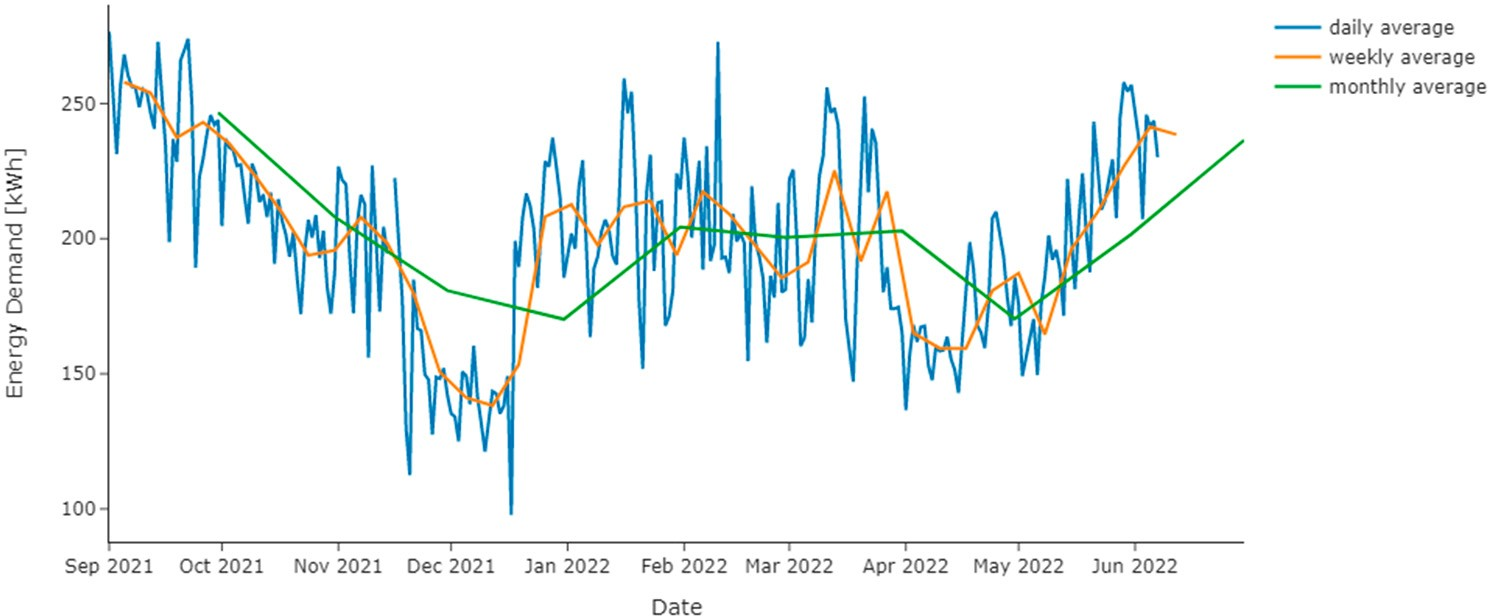 daily average
weekly average
monthly average
Energy Demand [kWh]
250
200
150
100
Sep 2021 Oct 2021 Nov 2021 Dec 2021 Jan 2022 Feb 2022 Mar 2022 Apr 2022 May 2022 Jun 2022
Date